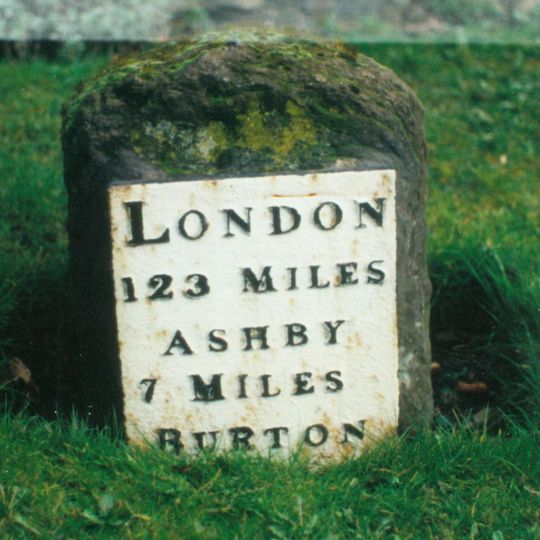 LONDON
123 MILES
ASHBY
7 MILES
BURTON